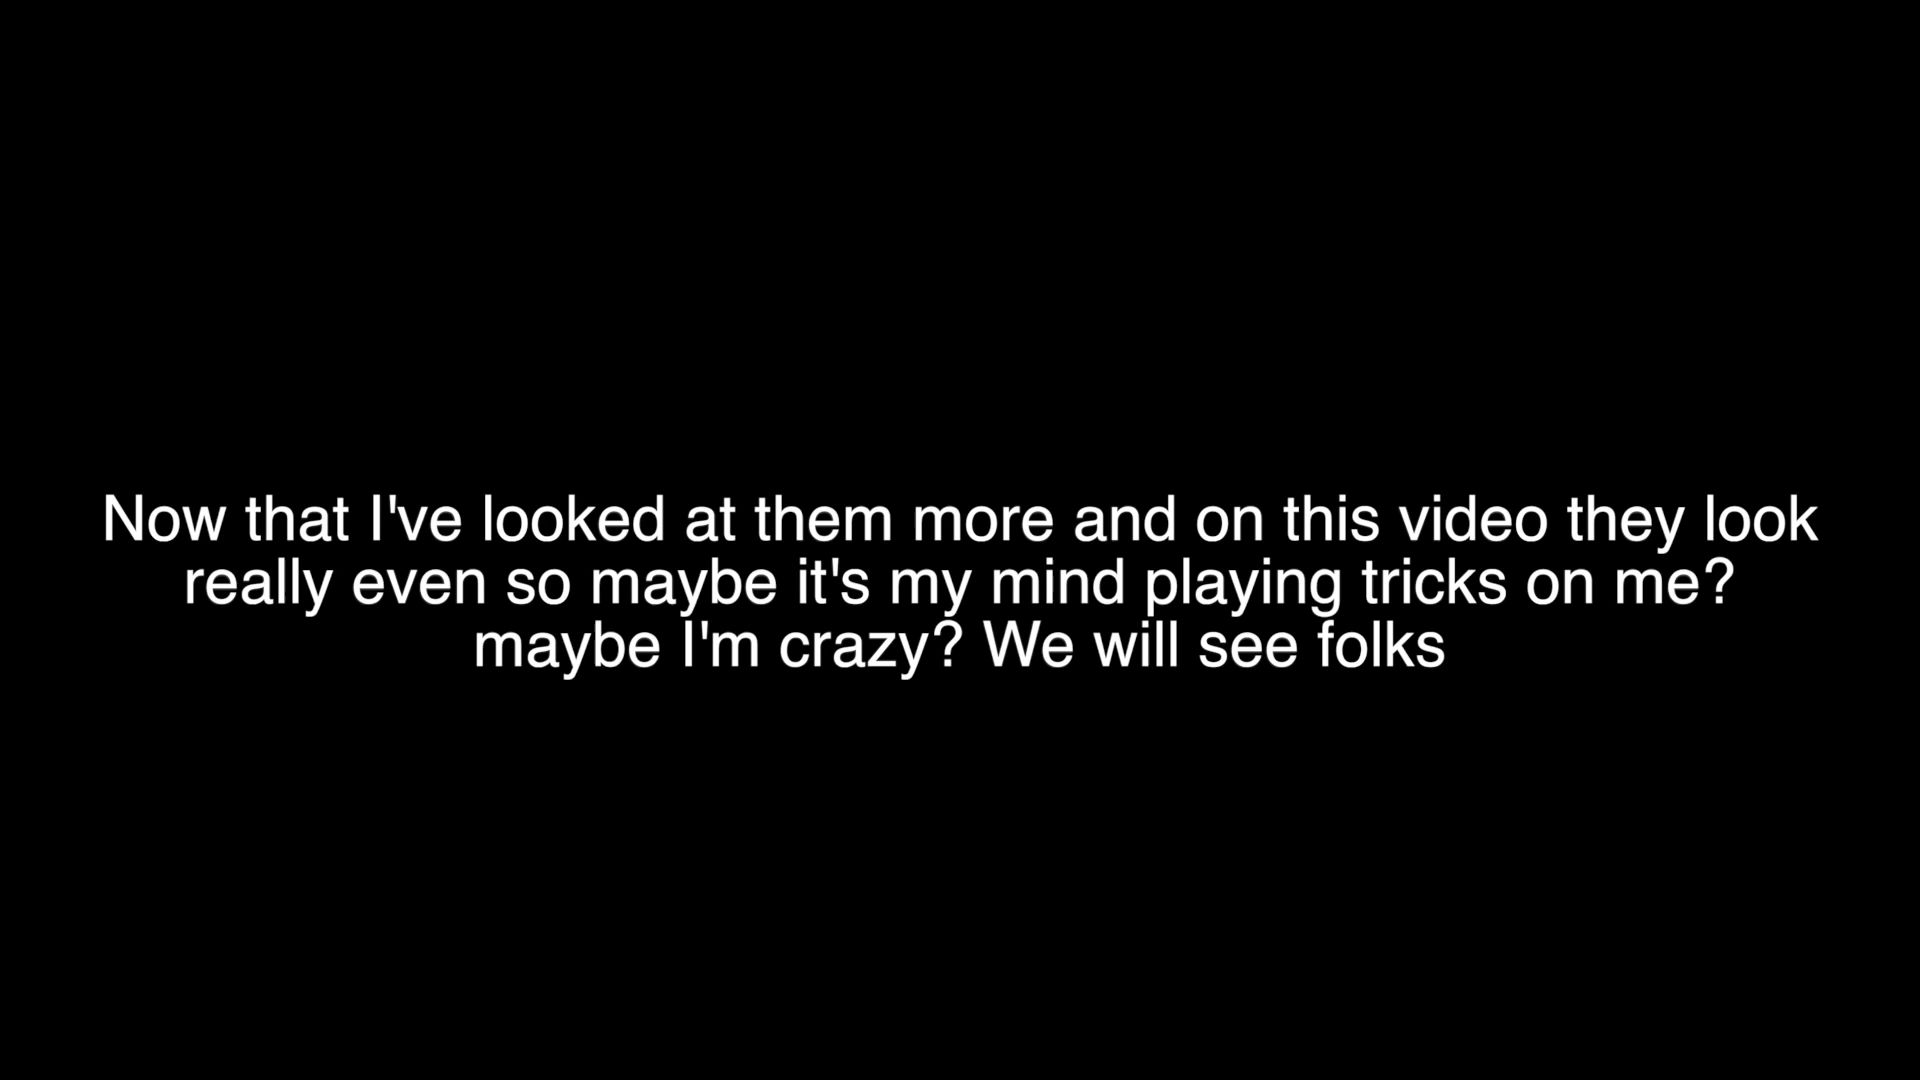 Now that I've looked at them more and on this video they look
really even so maybe it's my mind playing tricks on me?
maybe I'm crazy? We will see folks